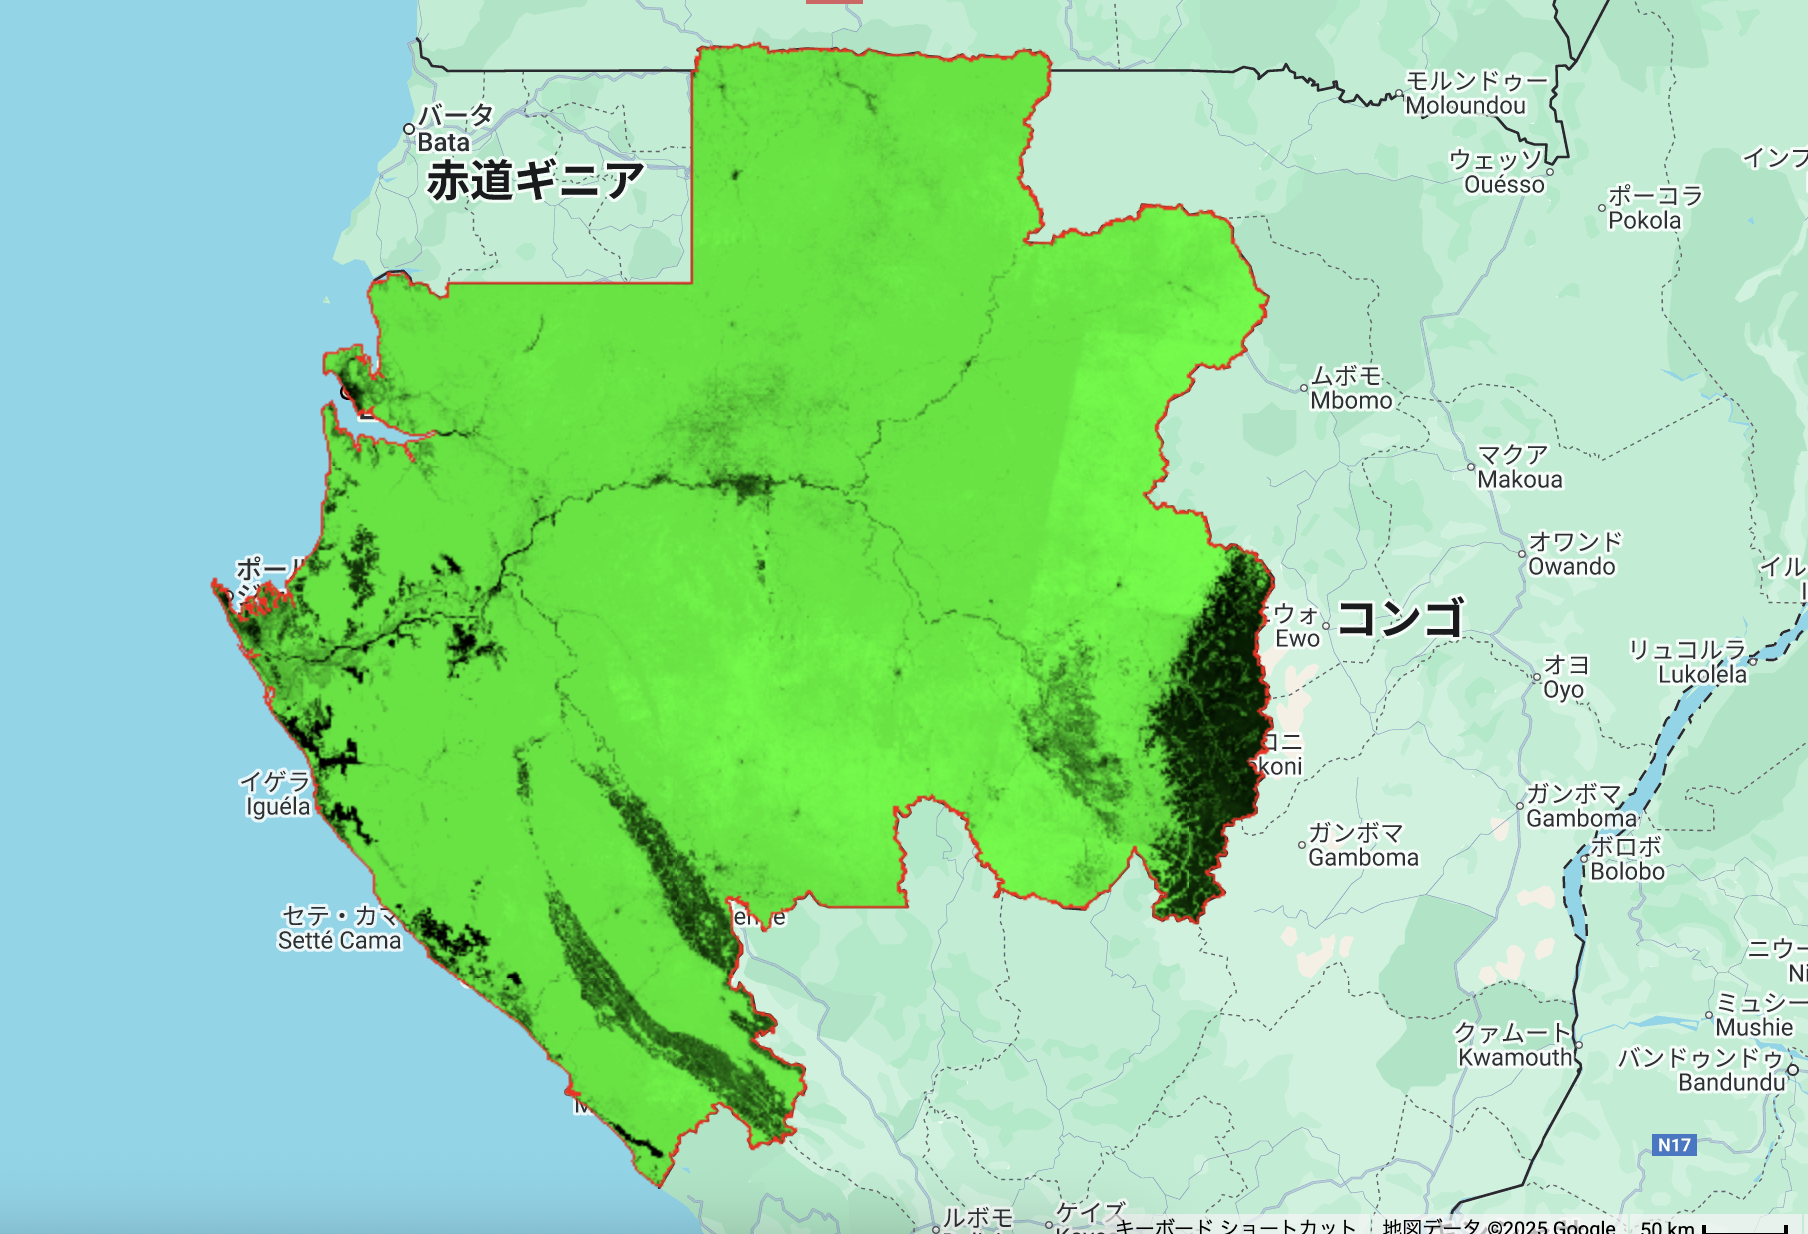 モルンドゥー
Moloundou
バータ
Bata
赤道ギニア
ウェッソ
Ouésso
インフ
ポーコラ
Pokola
ムボモ
Mbomo
マクア
Makoua
オワンド
Owando
ポール
ジ
イル
ウォ
Ewo
コンゴ
リュコルラ
Lukolela
オヨ
Oyo
コニ
koni
イゲラ
Iguéla
ガンボマ
Gamboma
ガンボマ
Gamboma
ボロボ
Bolobo
セテ・カマ
Setté Cama
ニウー
Ni
ミュシー
Mushie
クァムート
Kwamouth
バンドゥンドゥ
Bandundu
M
N17
ルボモ
ケイズ
キーボード ショートカット
地図データ ©2025 Google
50 km